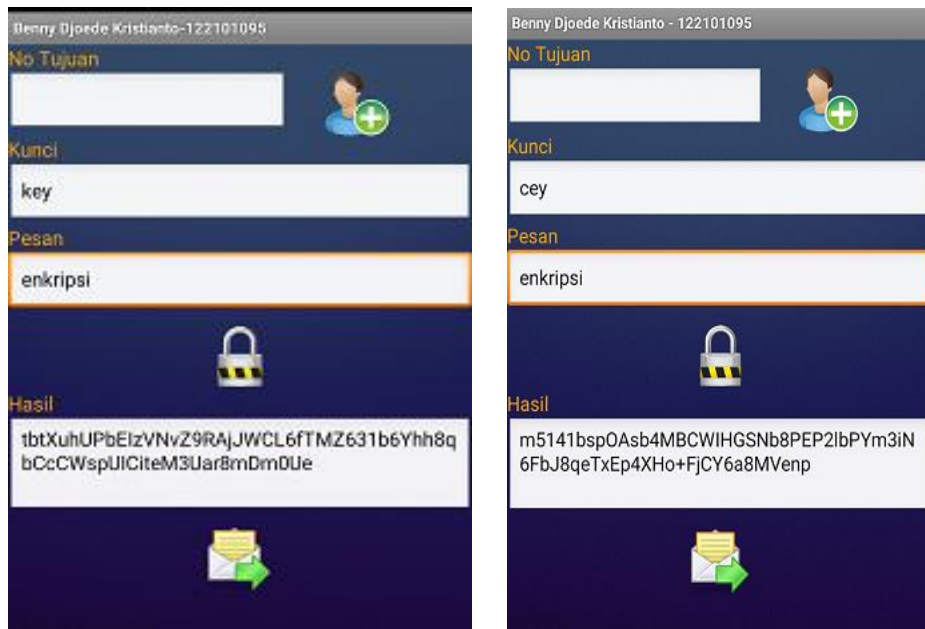 Benny Djoede Kristianto-122101095
No Tujuan
Kunci
key
Pesan
enkripsi
Hasil
tbtXuhUPbEIzVNvZ9RAjJWCL6fTMZ631b6Yhh8q
bCcCWspUlCiteM3Uar8mDmDUe
Benny Djoede Kristianto - 122101095
No Tujuan
Kunci
cey
Pesan
enkripsi
Hasil
m5141bspOAsb4MBCWIHGSNb8PEP2lbPYm3iN
6FbJ8qeTxEp4XHo+FjCY6a8MVenp